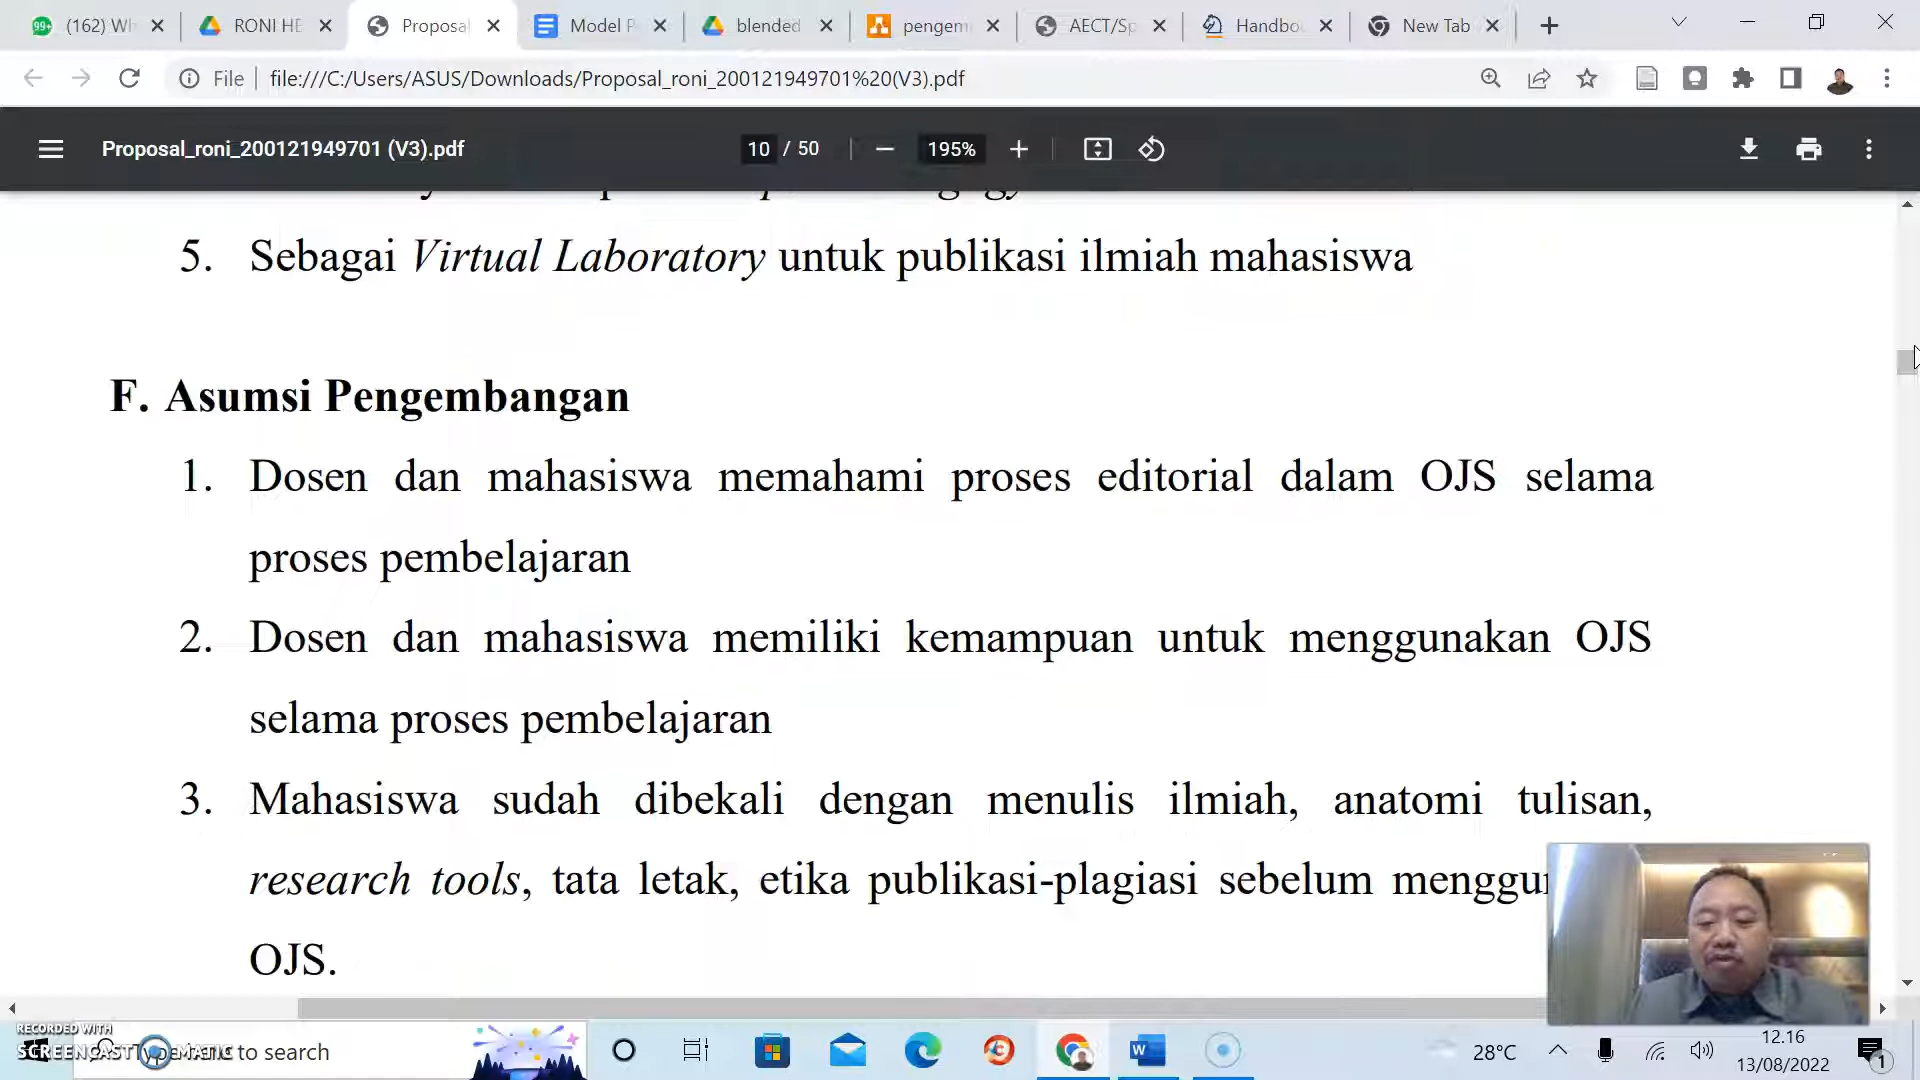 (162) Wh
RONI HE
Proposal
Model P
blended
pengem
AECT/Sp
Handbo
New Tab
File
file:///C:/Users/ASUS/Downloads/Proposal_roni_200121949701%20(V3).pdf
Proposal_roni_200121949701 (V3).pdf
10 / 50
195%
5. Sebagai Virtual Laboratory untuk publikasi ilmiah mahasiswa
F. Asumsi Pengembangan
1. Dosen dan mahasiswa memahami proses editorial dalam OJS selama
proses pembelajaran
2. Dosen dan mahasiswa memiliki kemampuan untuk menggunakan OJS
selama proses pembelajaran
3. Mahasiswa sudah dibekali dengan menulis ilmiah, anatomi tulisan,
research tools, tata letak, etika publikasi-plagiasi sebelum menggun
OJS.
RECORDED WITH
SCREENCAST MATIC
to search
28°C
12.16
13/08/2022
1